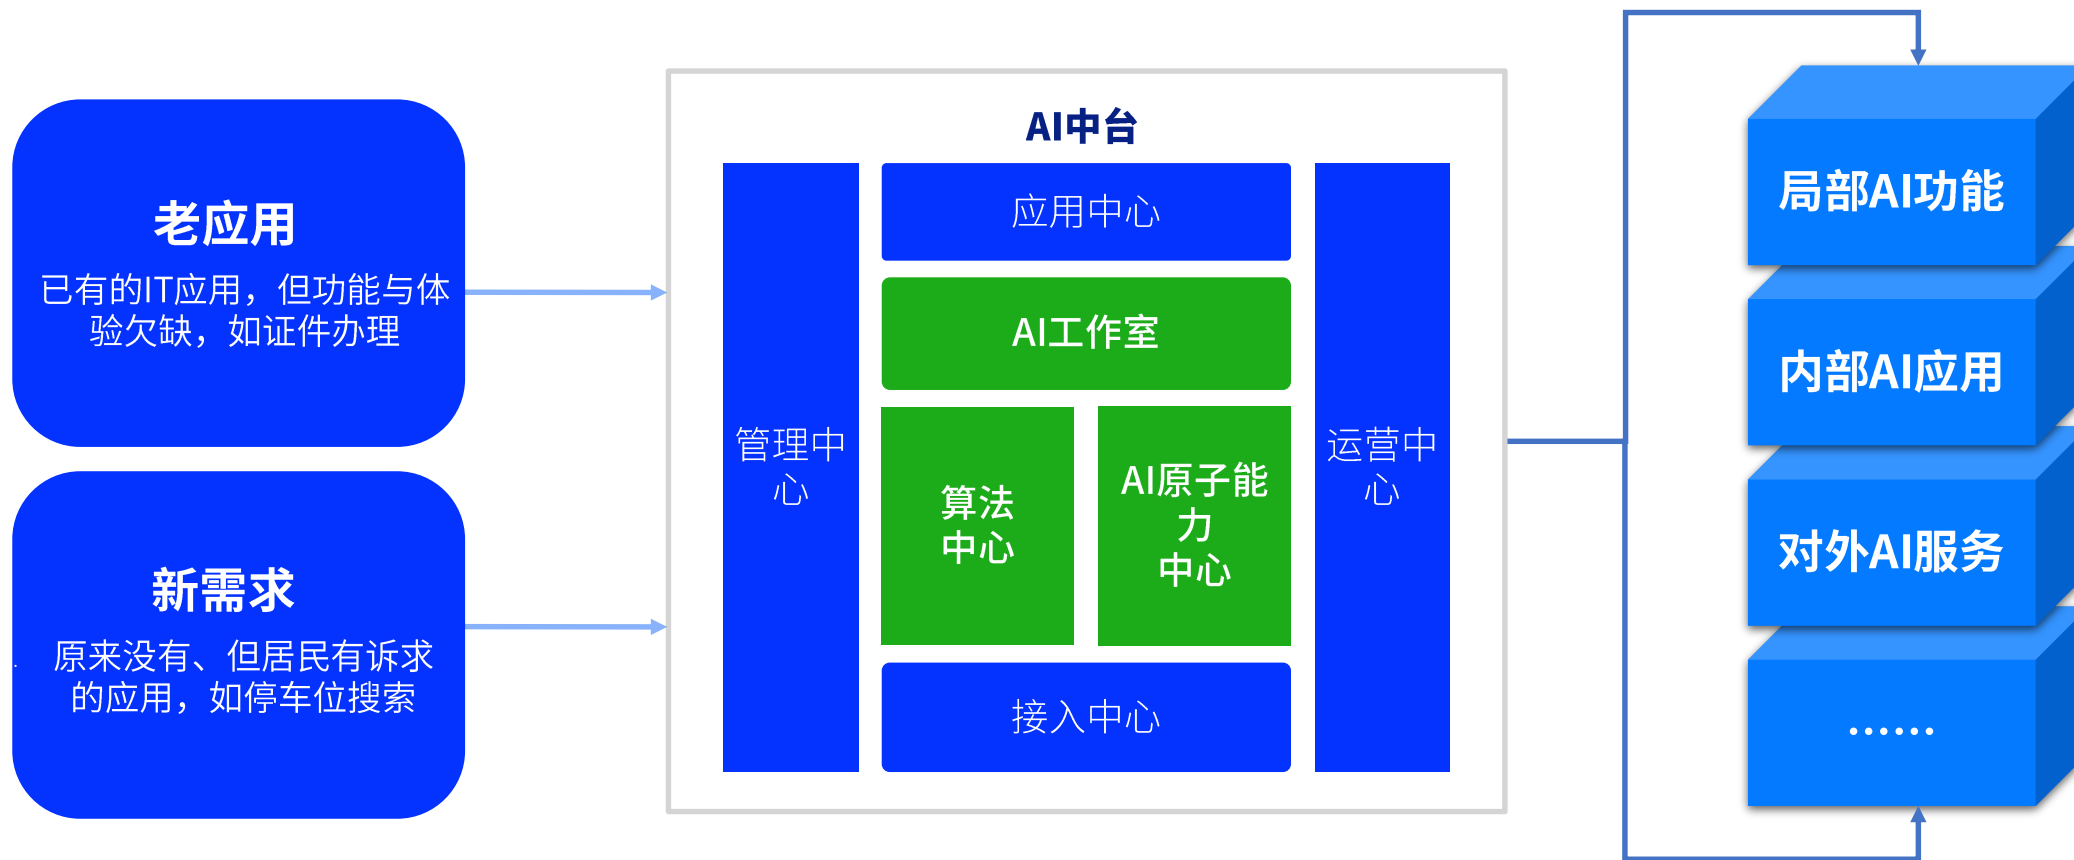 老应用
已有的IT应用，但功能与体
验欠缺，如证件办理
新需求
原来没有、但居民有诉求
的应用，如停车位搜索
AI中台
管理中
心
应用中心
AI工作室
算法
中心
AI原子能
力
中心
接入中心
运营中
心
局部AI功能
内部AI应用
对外AI服务
……